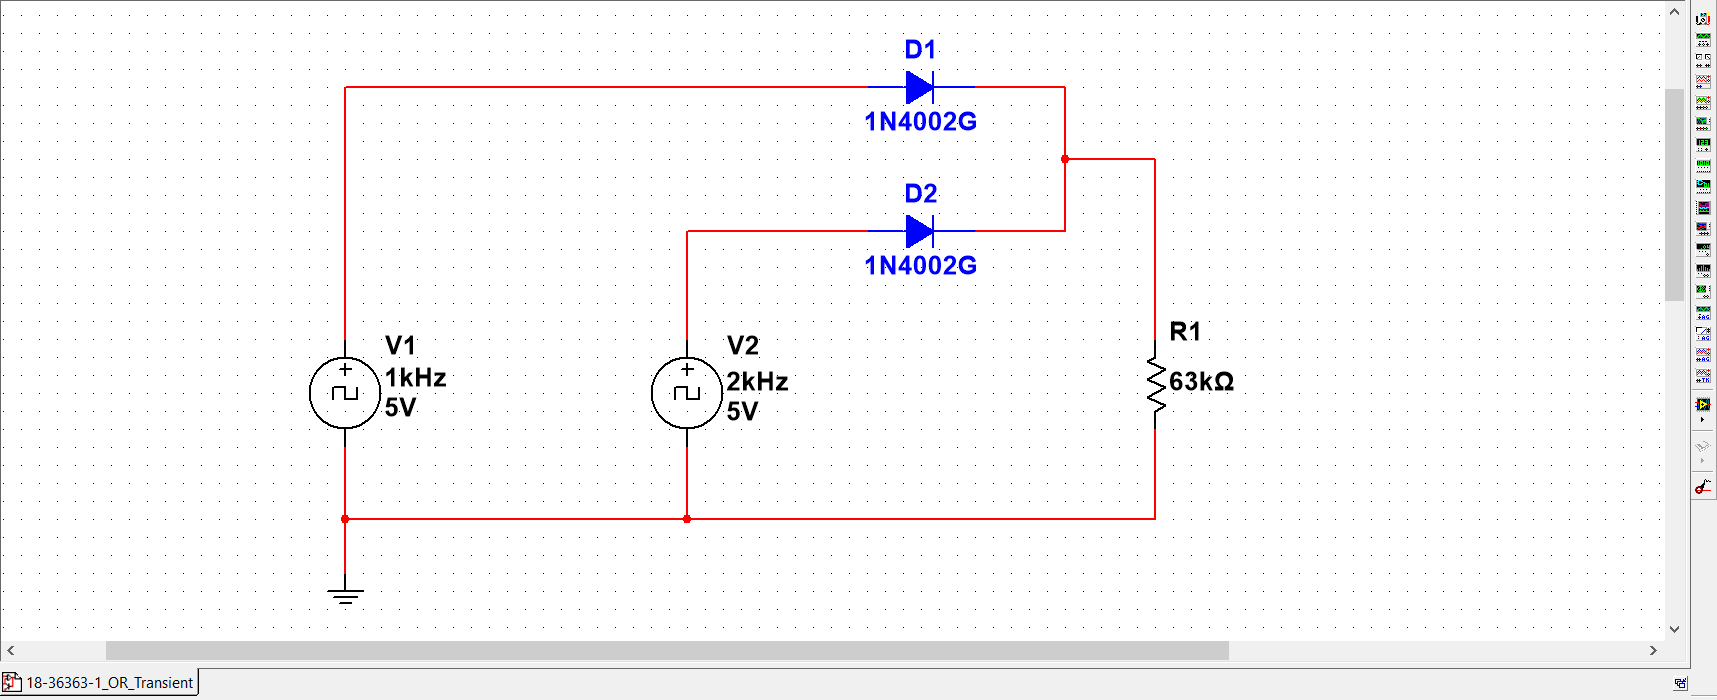 D1
1N4002G
D2
1N4002G
V1
1kHz
5V
V2
2kHz
5V
R1
63kΩ
18-36363-1_OR_Transient